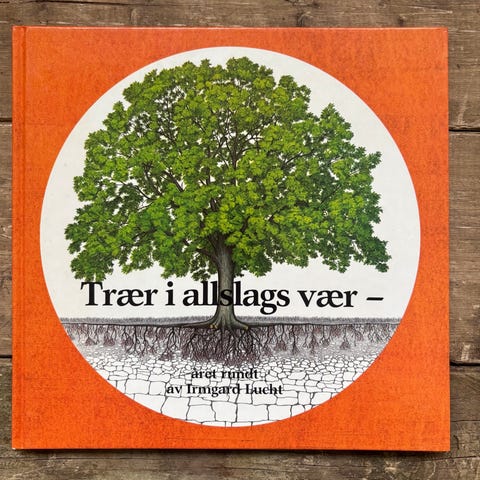 Trær i allslags vær –
året rundt
av Irmgard Lucht